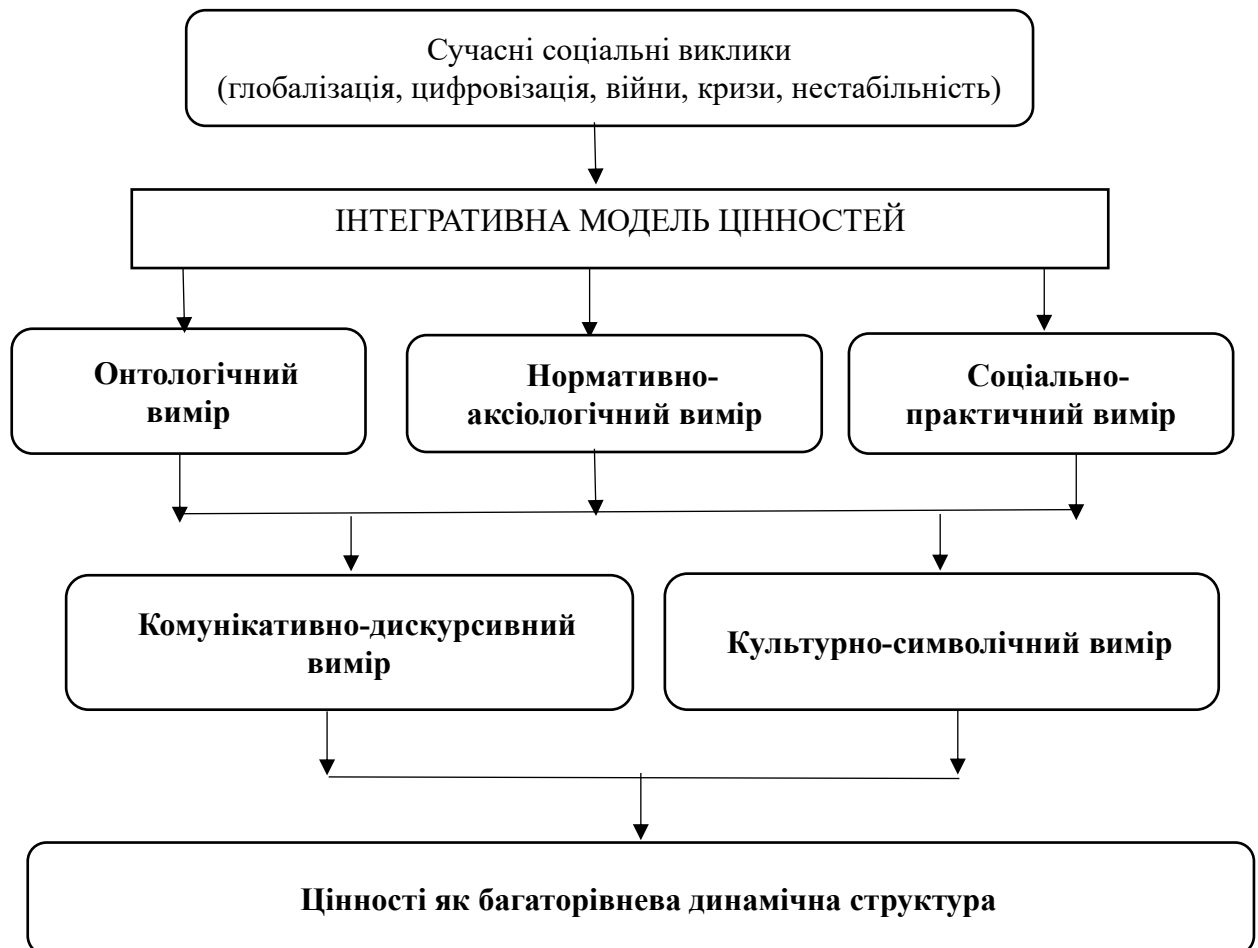 Сучасні соціальні виклики
(глобалізація, цифровізація, війни, кризи, нестабільність)
ІНТЕГРАТИВНА МОДЕЛЬ ЦІННОСТЕЙ
Онтологічний
вимір
Нормативно-
аксіологічний вимір
Соціально-
практичний вимір
Комунікативно-дискурсивний
вимір
Культурно-символічний вимір
Цінності як багаторівнева динамічна структура